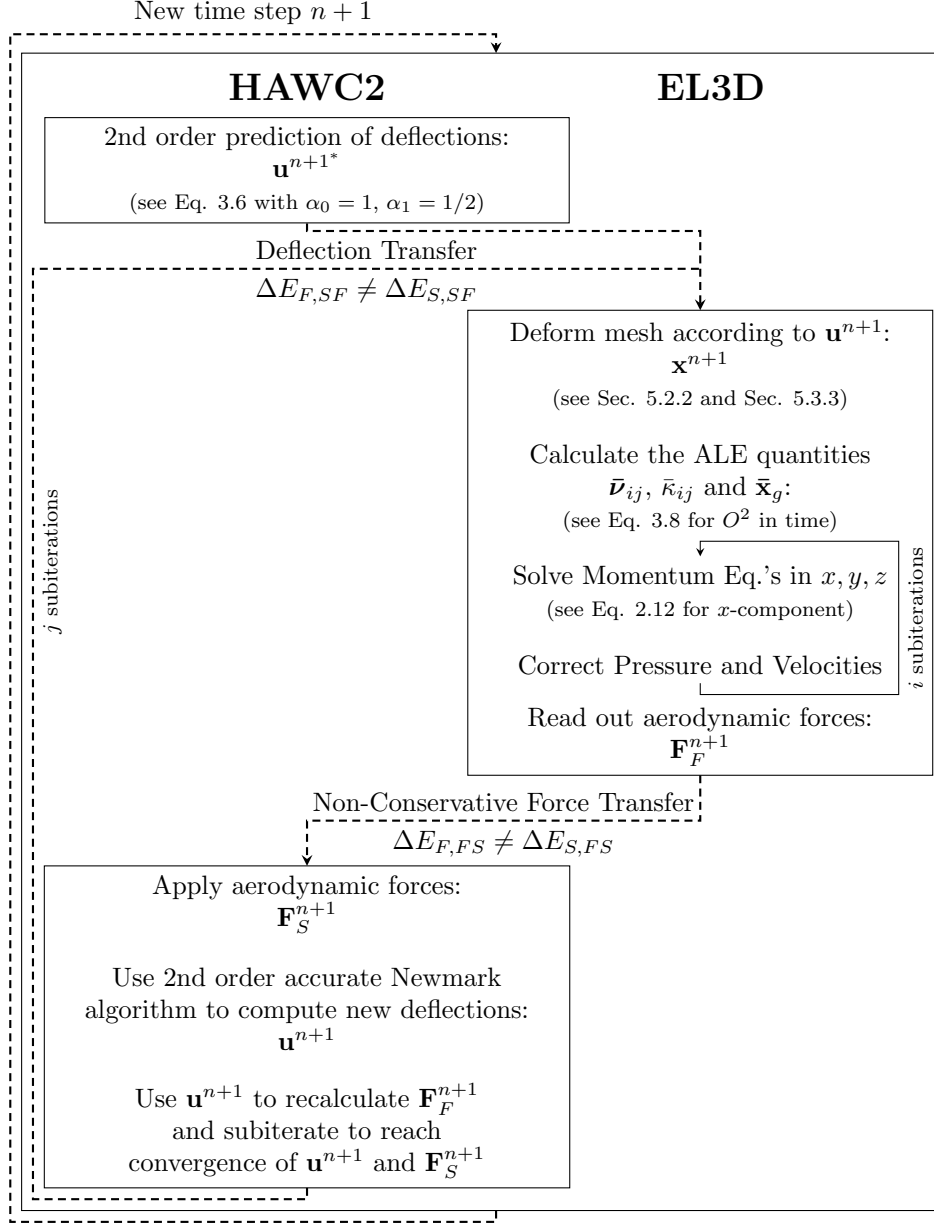 New time step n + 1
HAWC2
EL3D
2nd order prediction of deflections:
u^{n+1^*}
(see Eq. 3.6 with α₀ = 1, α₁ = 1/2)
Deflection Transfer
ΔE_{F,SF} ≠ ΔE_{S,SF}
Deform mesh according to u^{n+1}:
x^{n+1}
(see Sec. 5.2.2 and Sec. 5.3.3)
Calculate the ALE quantities
ν̄_{ij}, κ̄_{ij} and x̄_g:
(see Eq. 3.8 for O² in time)
Solve Momentum Eq.'s in x, y, z
(see Eq. 2.12 for x-component)
Correct Pressure and Velocities
i subiterations
Read out aerodynamic forces:
F_F^{n+1}
j subiterations
Non-Conservative Force Transfer
ΔE_{F,FS} ≠ ΔE_{S,FS}
Apply aerodynamic forces:
F_S^{n+1}
Use 2nd order accurate Newmark
algorithm to compute new deflections:
u^{n+1}
Use u^{n+1} to recalculate F_F^{n+1}
and subiterate to reach
convergence of u^{n+1} and F_S^{n+1}